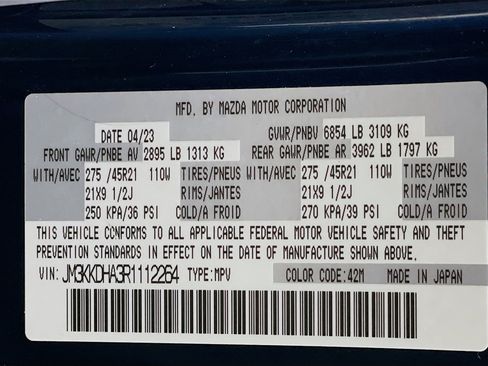 MFD. BY MAZDA MOTOR CORPORATION
DATE 04/23 GVWR/PNBV 6854 LB 3109 KG
FRONT GAWR/PNBE AV 2895 LB 1313 KG REAR GAWR/PNBE AR 3962 LB 1797 KG
WITH/AVEC 275 /45R21 110W TIRES/PNEUS WITH/AVEC 275 /45R21 110W TIRES/PNEUS
21X9 1/2J RIMS/JANTES 21X9 1/2J RIMS/JANTES
250 KPA/36 PSI COLD/A FROID 270 KPA/39 PSI COLD/A FROID
THIS VEHICLE CONFORMS TO ALL APPLICABLE FEDERAL MOTOR VEHICLE SAFETY AND THEFT
PREVENTION STANDARDS IN EFFECT ON THE DATE OF MANUFACTURE SHOWN ABOVE.
VIN: JM3KKDHA3R1112264 TYPE: MPV COLOR CODE: 42M MADE IN JAPAN